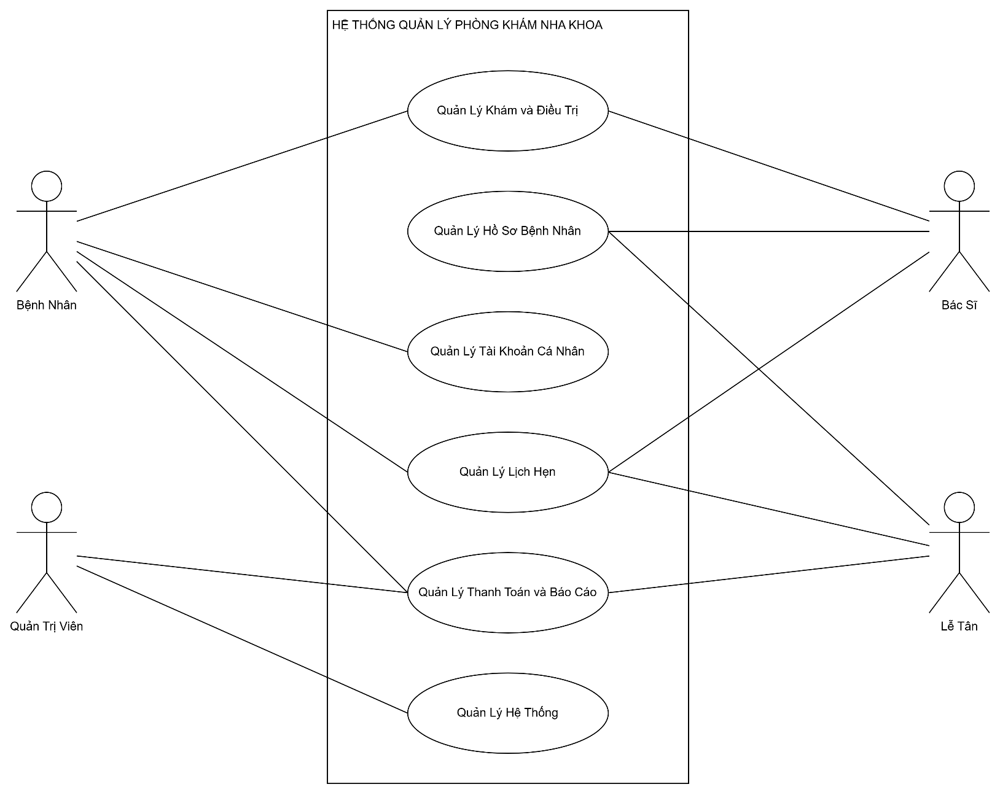 HỆ THỐNG QUẢN LÝ PHÒNG KHÁM NHA KHOA
Quản Lý Khám và Điều Trị
Quản Lý Hồ Sơ Bệnh Nhân
Bệnh Nhân
Bác Sĩ
Quản Lý Tài Khoản Cá Nhân
Quản Lý Lịch Hẹn
Quản Lý Thanh Toán và Báo Cáo
Quản Trị Viên
Lễ Tân
Quản Lý Hệ Thống